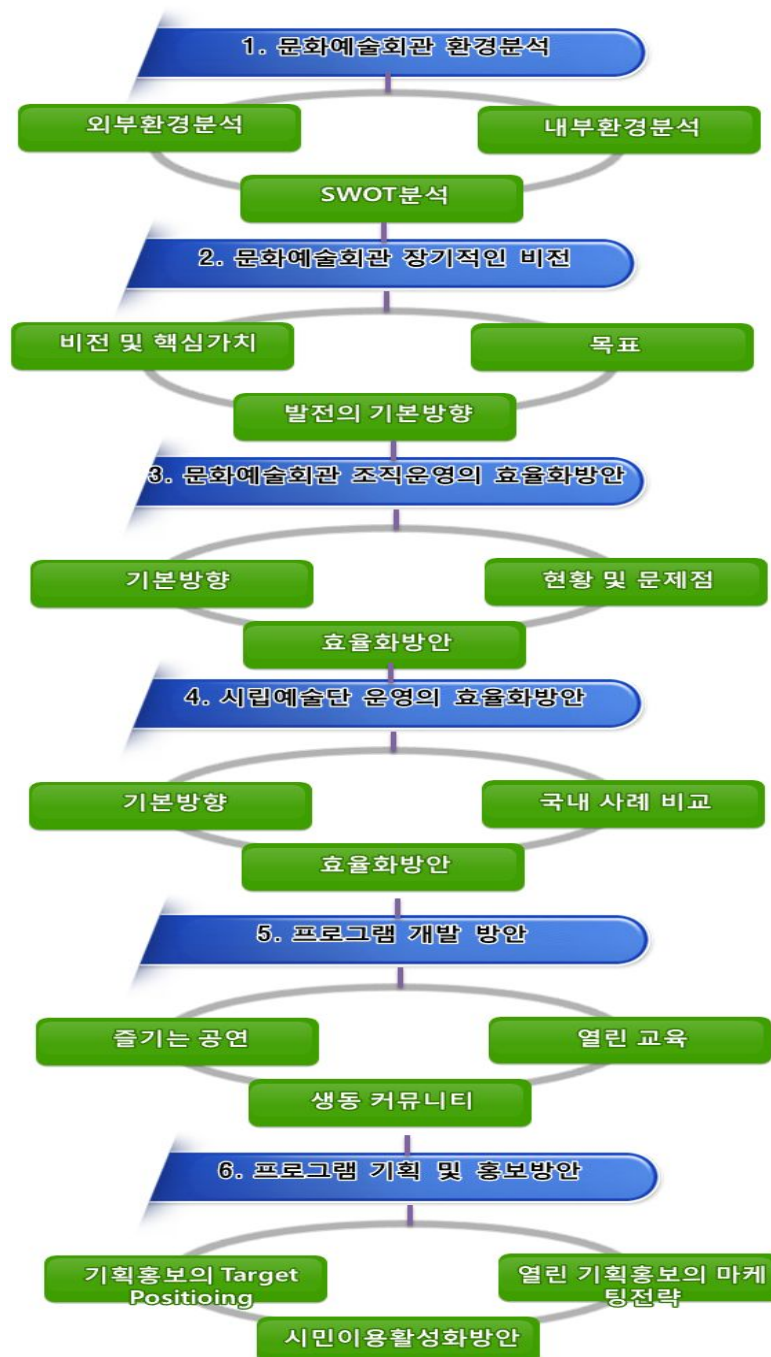 1. 문화예술회관 환경분석
외부환경분석
내부환경분석
SWOT분석
2. 문화예술회관 장기적인 비전
비전 및 핵심가치
목표
발전의 기본방향
3. 문화예술회관 조직운영의 효율화방안
기본방향
현황 및 문제점
효율화방안
4. 시립예술단 운영의 효율화방안
기본방향
국내 사례 비교
효율화방안
5. 프로그램 개발 방안
즐기는 공연
열린 교육
생동 커뮤니티
6. 프로그램 기획 및 홍보방안
기획홍보의 Target
Positioing
열린 기획홍보의 마케
팅전략
시민이용활성화방안